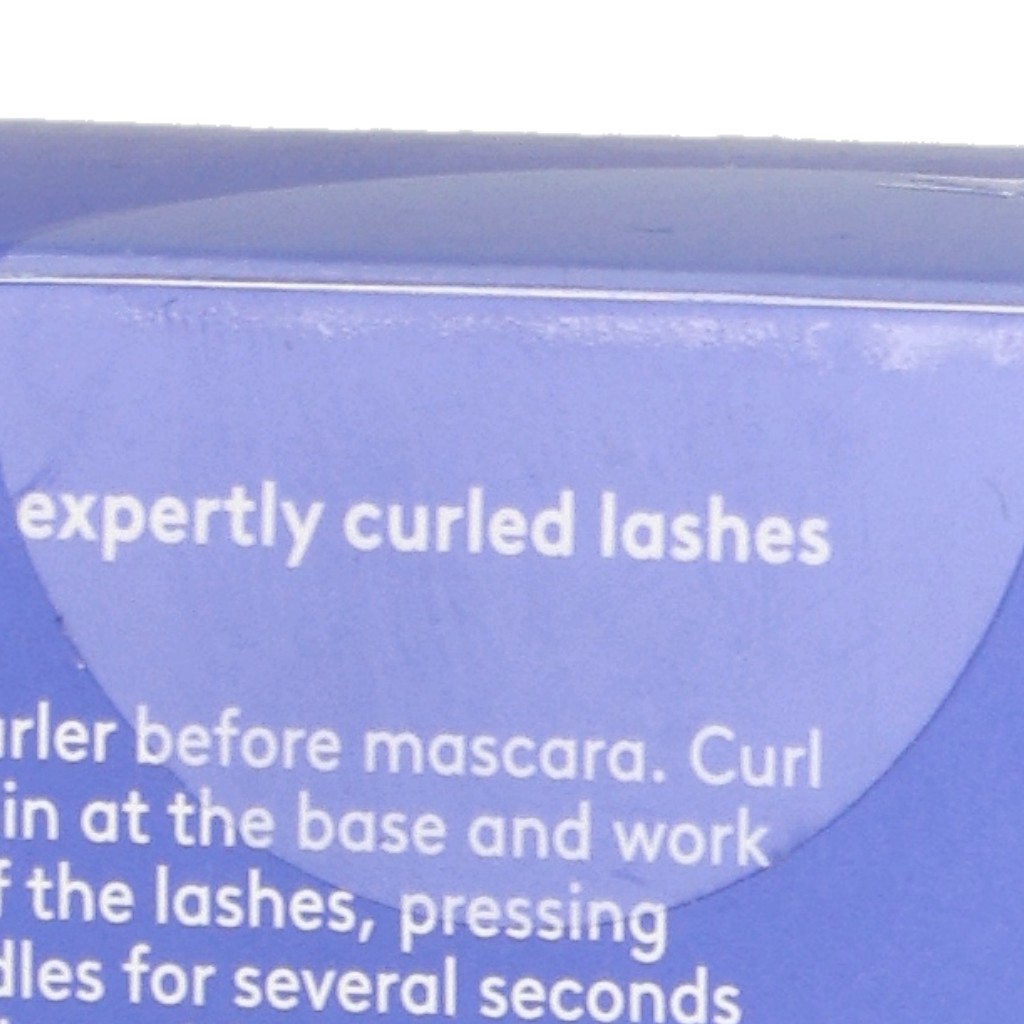 expertly curled lashes
urler before mascara. Curl
in at the base and work
f the lashes, pressing
dles for several seconds